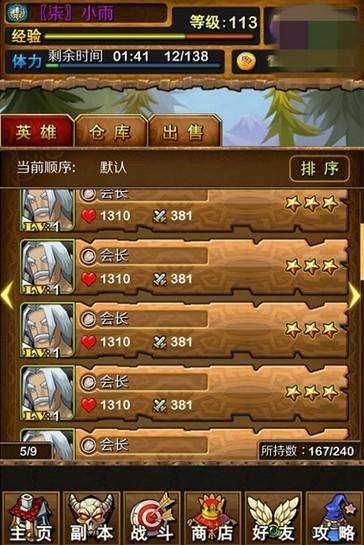 〖柒〗小雨
等级:113
经验
体力 剩余时间 01:41 12/138
英雄 仓库 出售
当前顺序: 默认 排序
会长
1310 381
LV:1
会长
1310 381
LV:1
会长
1310 381
LV:1
会长
1310 381
LV:1
会长
5/9 所持数:167/240
主页 副本 战斗 商店 好友 攻略